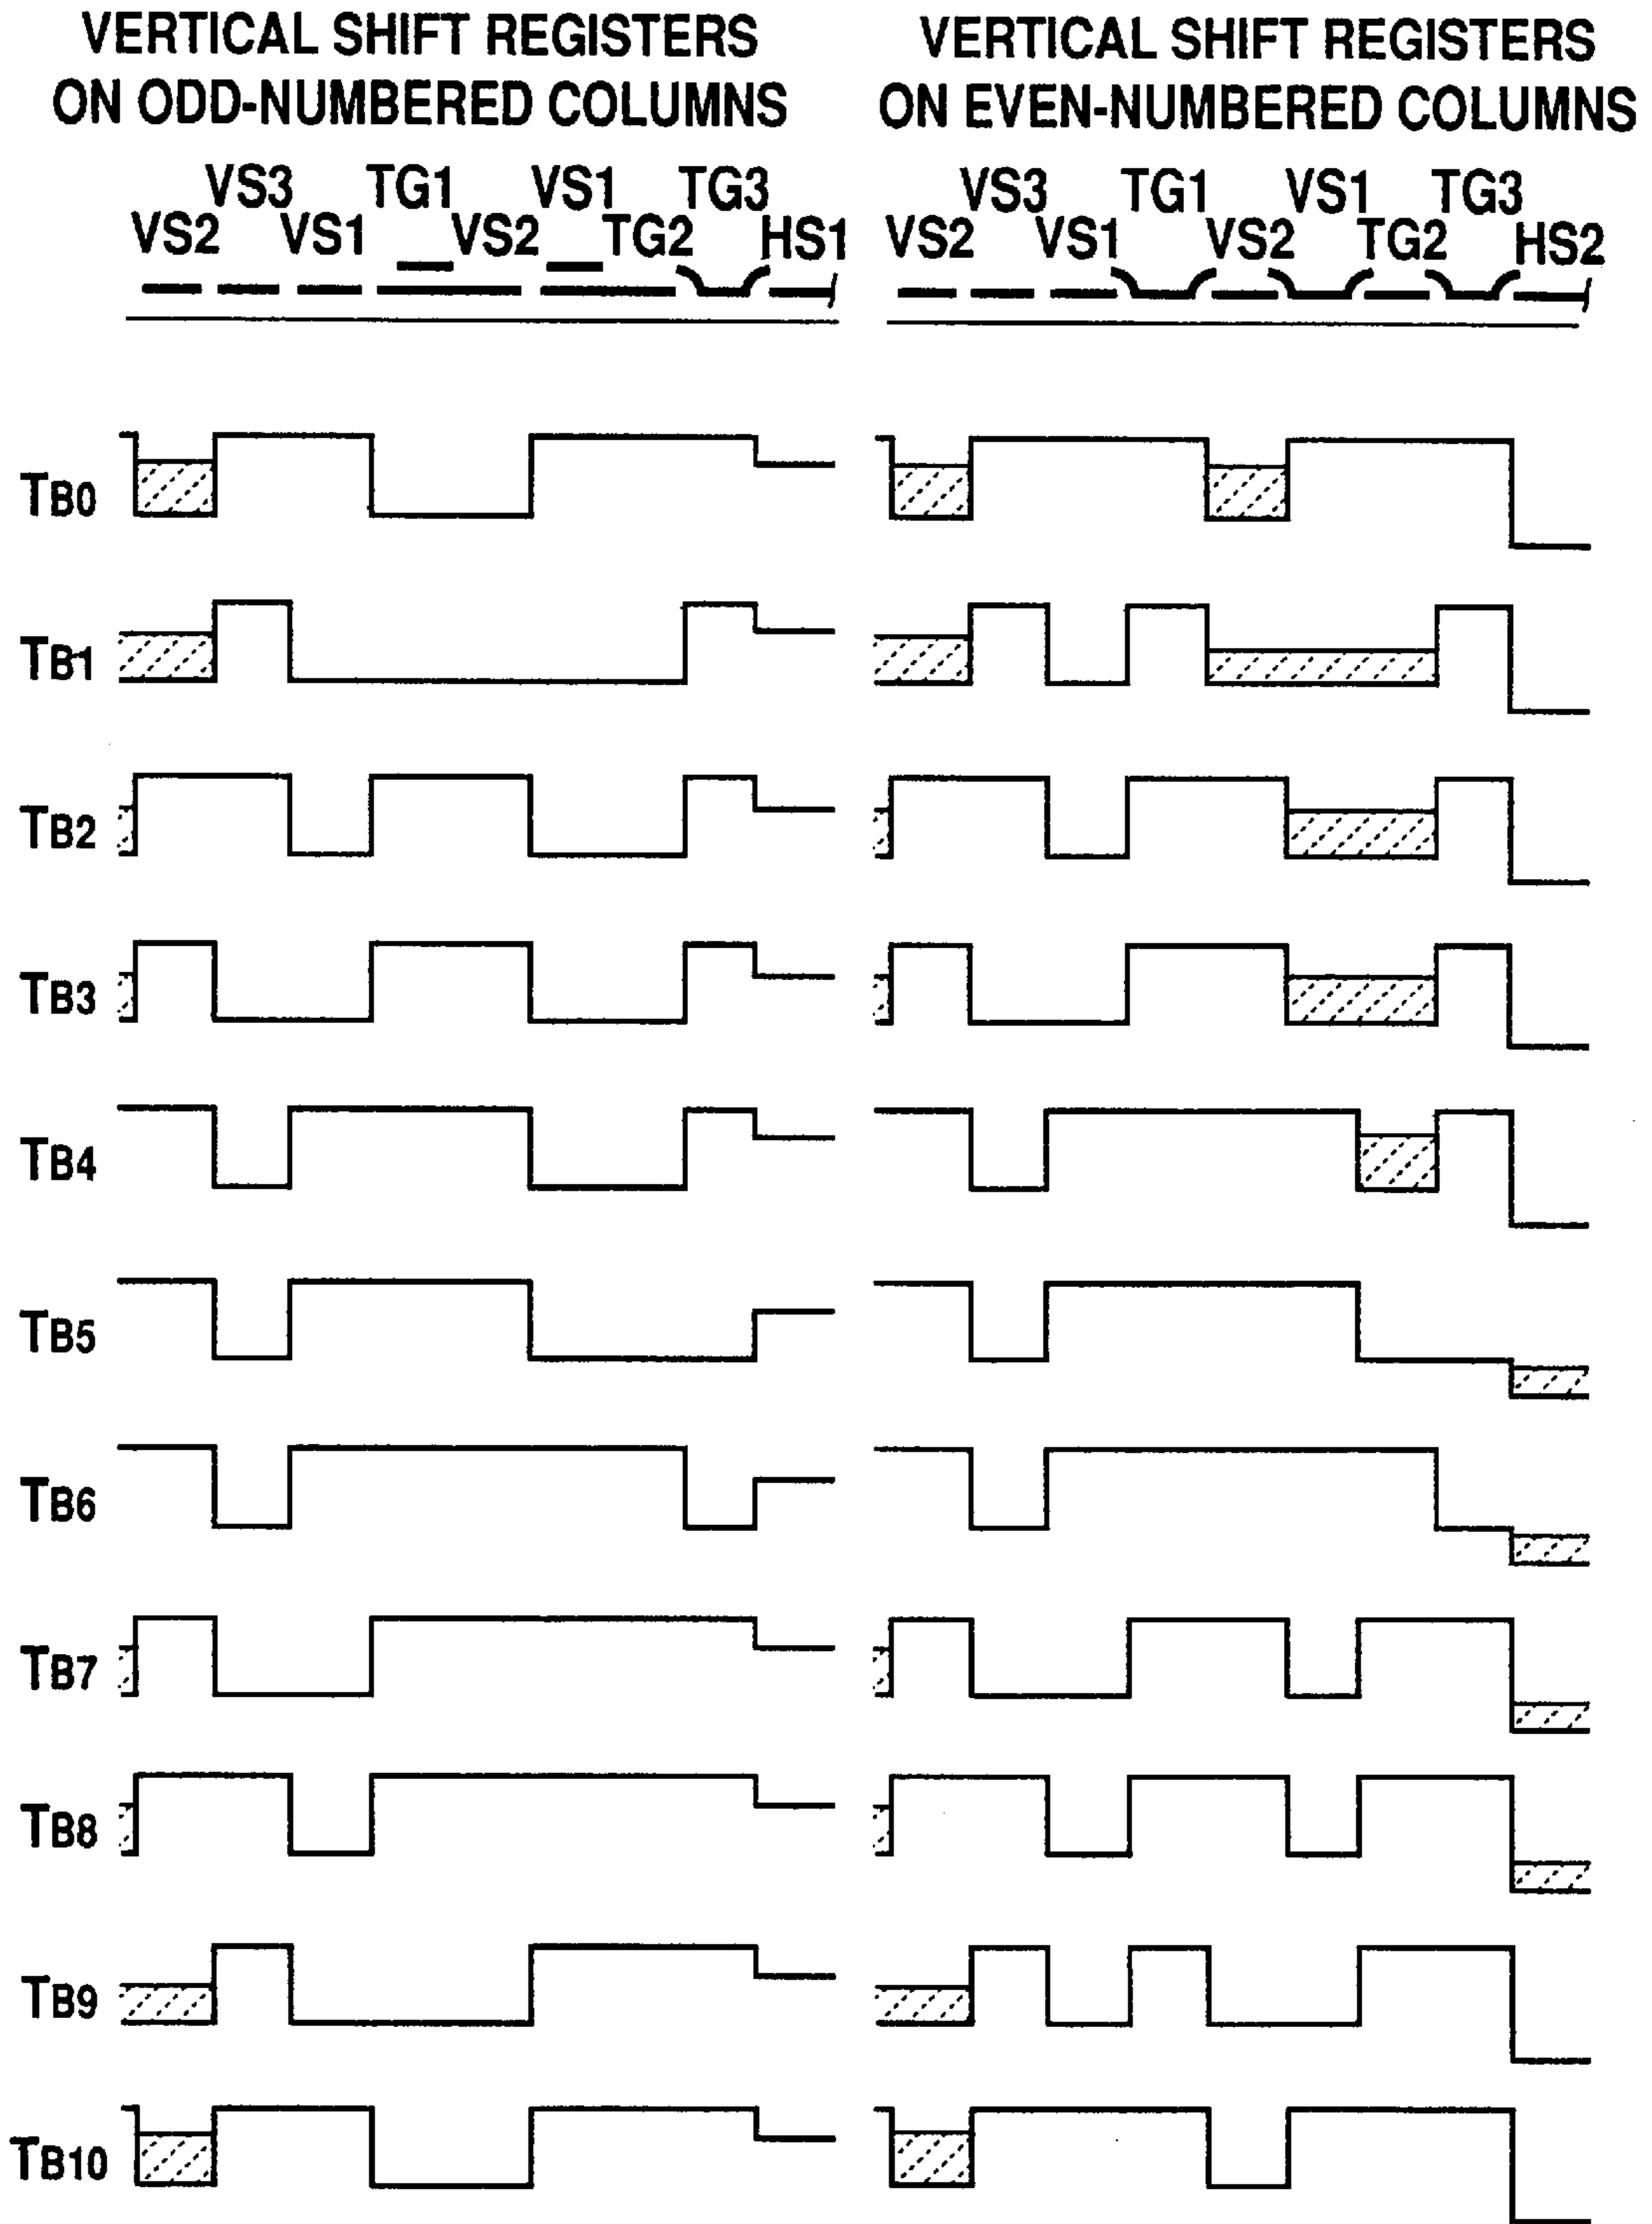 VERTICAL SHIFT REGISTERS
ON ODD-NUMBERED COLUMNS
VS3 TG1 VS1 TG3
VS2 VS1 VS2 TG2 HS1
VERTICAL SHIFT REGISTERS
ON EVEN-NUMBERED COLUMNS
VS3 TG1 VS1 TG3
VS2 VS1 VS2 TG2 HS2
TB0
TB1
TB2
TB3
TB4
TB5
TB6
TB7
TB8
TB9
TB10